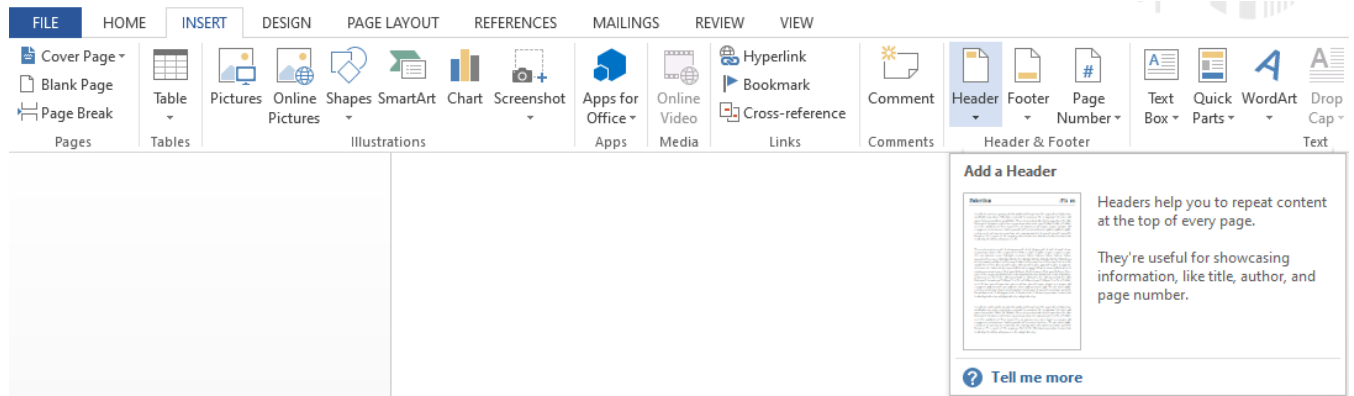 FILE HOME INSERT DESIGN PAGE LAYOUT REFERENCES MAILINGS REVIEW VIEW
Cover Page
Blank Page
Page Break
Pages
Table
Tables
Pictures
Online
Pictures
Shapes
SmartArt
Chart
Screenshot
Illustrations
Apps for
Office
Apps
Online
Video
Media
Hyperlink
Bookmark
Cross-reference
Links
Comment
Comments
Header
Footer
#
Page
Number
Header & Footer
A
Text
Box
Quick
Parts
A
WordArt
A
Drop
Cap
Text
Add a Header
Headers help you to repeat content
at the top of every page.
They're useful for showcasing
information, like title, author, and
page number.
? Tell me more